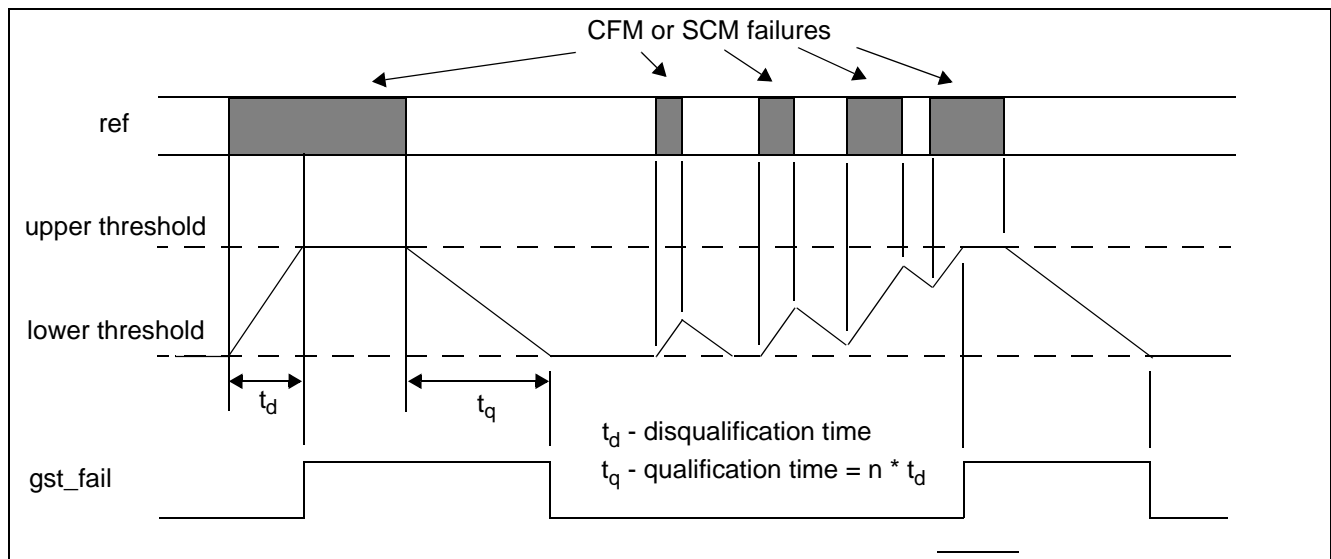 CFM or SCM failures
ref
upper threshold
lower threshold
td
tq
td - disqualification time
tq - qualification time = n * td
gst_fail